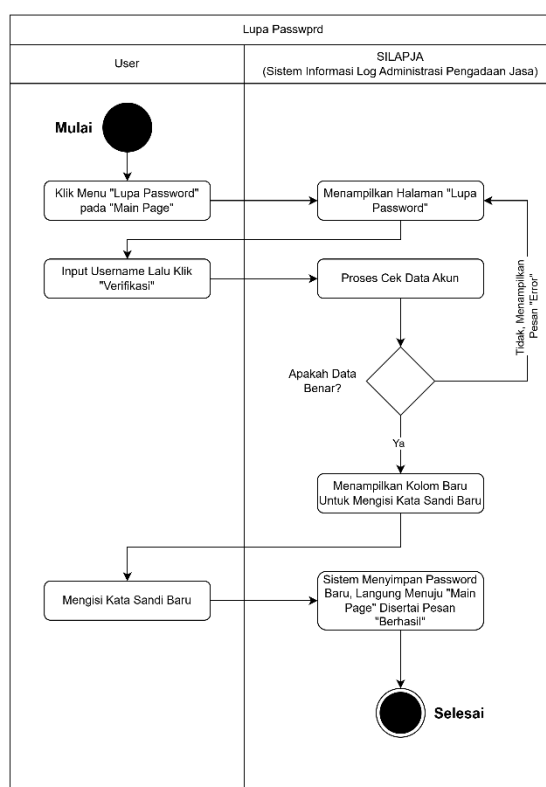 Lupa Passwprd
User
SILAPJA
(Sistem Informasi Log Administrasi Pengadaan Jasa)
Mulai
Klik Menu "Lupa Password"
pada "Main Page"
Menampilkan Halaman "Lupa
Password"
Input Username Lalu Klik
"Verifikasi"
Proses Cek Data Akun
Tidak, Menampilkan
Pesan "Error"
Apakah Data
Benar?
Ya
Menampilkan Kolom Baru
Untuk Mengisi Kata Sandi Baru
Mengisi Kata Sandi Baru
Sistem Menyimpan Password
Baru, Langung Menuju "Main
Page" Disertai Pesan
"Berhasil"
Selesai